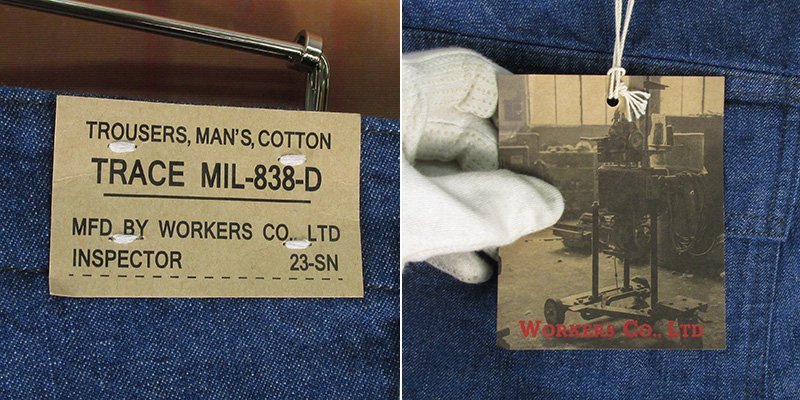 TROUSERS, MAN'S, COTTON
TRACE MIL-838-D
MFD BY WORKERS CO., LTD
INSPECTOR 23-SN
WORKERS CO., LTD